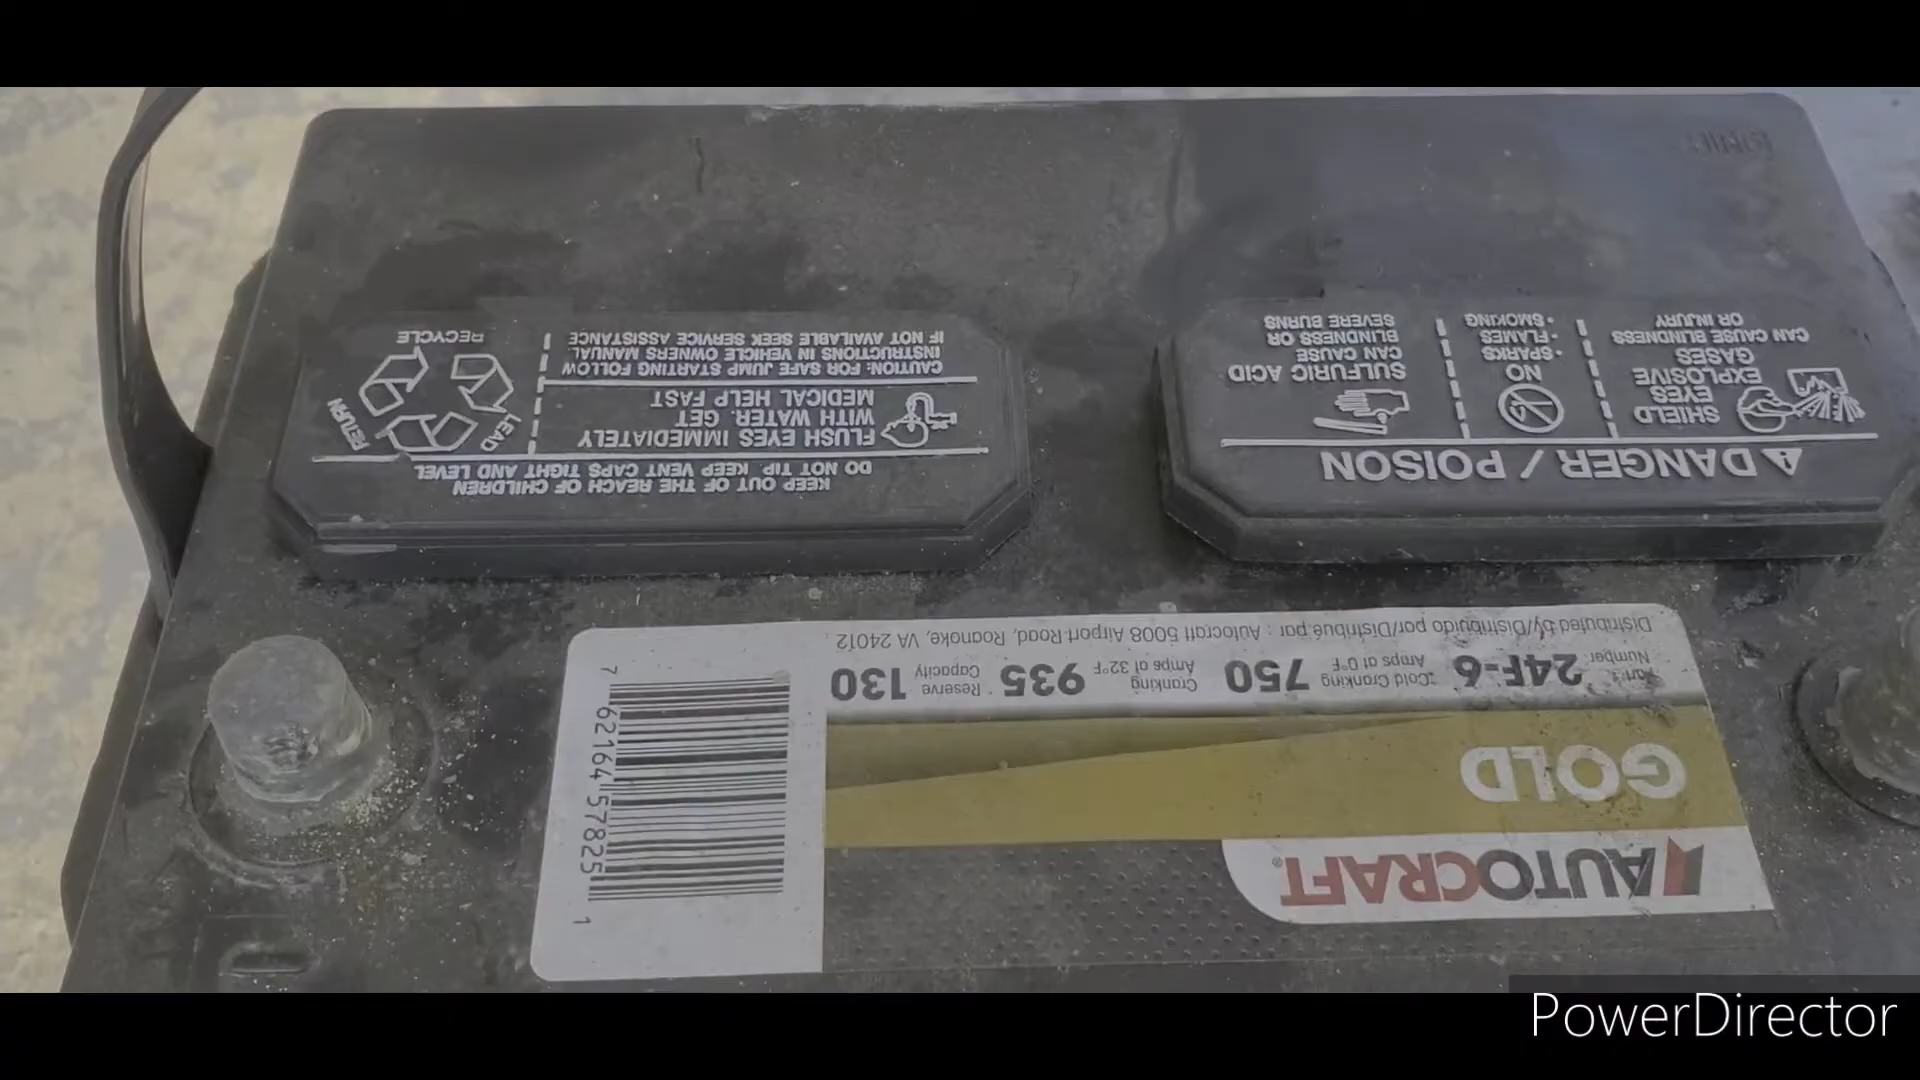 AUTOCRAFT®
GOLD
Part
Number 24F-6 Cold Cranking
Amps at 0°F 750 Cranking
Amps at 32°F 935 Reserve
Capacity 130
Distributed by/Distribuido por/Distribué par : Autocraft 5008 Airport Road, Roanoke, VA 24012
7 62164 57825 1
DANGER / POISON
SHIELD
EYES
EXPLOSIVE
GASES
CAN CAUSE BLINDNESS
OR INJURY
NO
• SPARKS
• FLAMES
• SMOKING
SULFURIC ACID
CAN CAUSE
BLINDNESS OR
SEVERE BURNS
KEEP OUT OF THE REACH OF CHILDREN
DO NOT TIP. KEEP VENT CAPS TIGHT AND LEVEL
FLUSH EYES IMMEDIATELY
WITH WATER. GET
MEDICAL HELP FAST
CAUTION: FOR SAFE JUMP STARTING FOLLOW
INSTRUCTIONS IN VEHICLE OWNERS MANUAL.
IF NOT AVAILABLE SEEK SERVICE ASSISTANCE
LEAD
RETURN
RECYCLE
PowerDirector